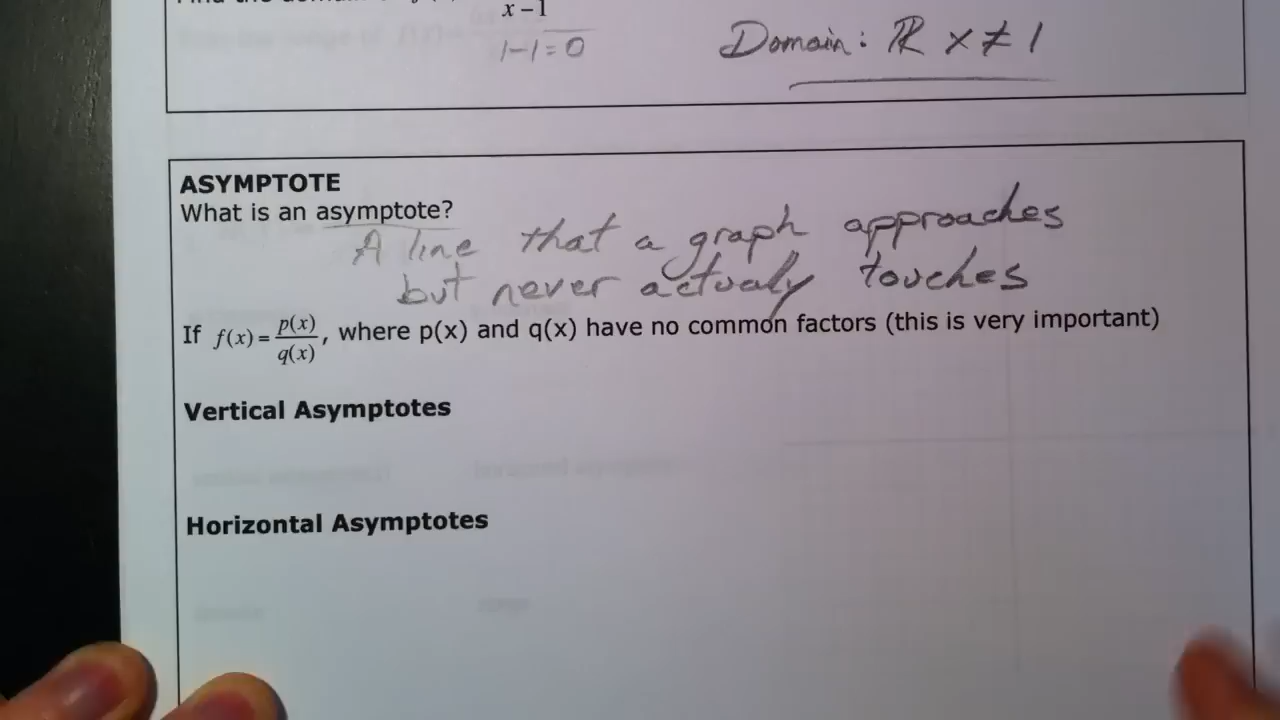 x – 1
1 – 1 = 0
Domain: ℝ x ≠ 1
ASYMPTOTE
What is an asymptote?
A line that a graph approaches
but never actualy touches
If f(x) = p(x)/q(x), where p(x) and q(x) have no common factors (this is very important)
Vertical Asymptotes
Horizontal Asymptotes